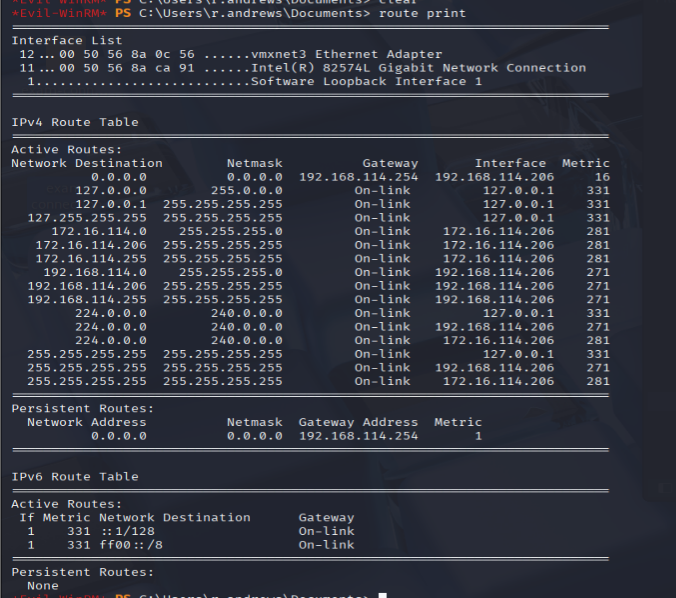 *Evil-WinRM* PS C:\Users\r.andrews\Documents> clear
*Evil-WinRM* PS C:\Users\r.andrews\Documents> route print
Interface List
12...00 50 56 8a 0c 56 ......vmxnet3 Ethernet Adapter
11...00 50 56 8a ca 91 ......Intel(R) 82574L Gigabit Network Connection
1...........................Software Loopback Interface 1
IPv4 Route Table
Active Routes:
Network Destination Netmask Gateway Interface Metric
0.0.0.0 0.0.0.0 192.168.114.254 192.168.114.206 16
127.0.0.0 255.0.0.0 On-link 127.0.0.1 331
127.0.0.1 255.255.255.255 On-link 127.0.0.1 331
127.255.255.255 255.255.255.255 On-link 127.0.0.1 331
172.16.114.0 255.255.255.0 On-link 172.16.114.206 281
172.16.114.206 255.255.255.255 On-link 172.16.114.206 281
172.16.114.255 255.255.255.255 On-link 172.16.114.206 281
192.168.114.0 255.255.255.0 On-link 192.168.114.206 271
192.168.114.206 255.255.255.255 On-link 192.168.114.206 271
192.168.114.255 255.255.255.255 On-link 192.168.114.206 271
224.0.0.0 240.0.0.0 On-link 127.0.0.1 331
224.0.0.0 240.0.0.0 On-link 192.168.114.206 271
224.0.0.0 240.0.0.0 On-link 172.16.114.206 281
255.255.255.255 255.255.255.255 On-link 127.0.0.1 331
255.255.255.255 255.255.255.255 On-link 192.168.114.206 271
255.255.255.255 255.255.255.255 On-link 172.16.114.206 281
Persistent Routes:
Network Address Netmask Gateway Address Metric
0.0.0.0 0.0.0.0 192.168.114.254 1
IPv6 Route Table
Active Routes:
If Metric Network Destination Gateway
1 331 ::1/128 On-link
1 331 ff00::/8 On-link
Persistent Routes:
None
*Evil-WinRM* PS C:\Users\r.andrews\Documents>